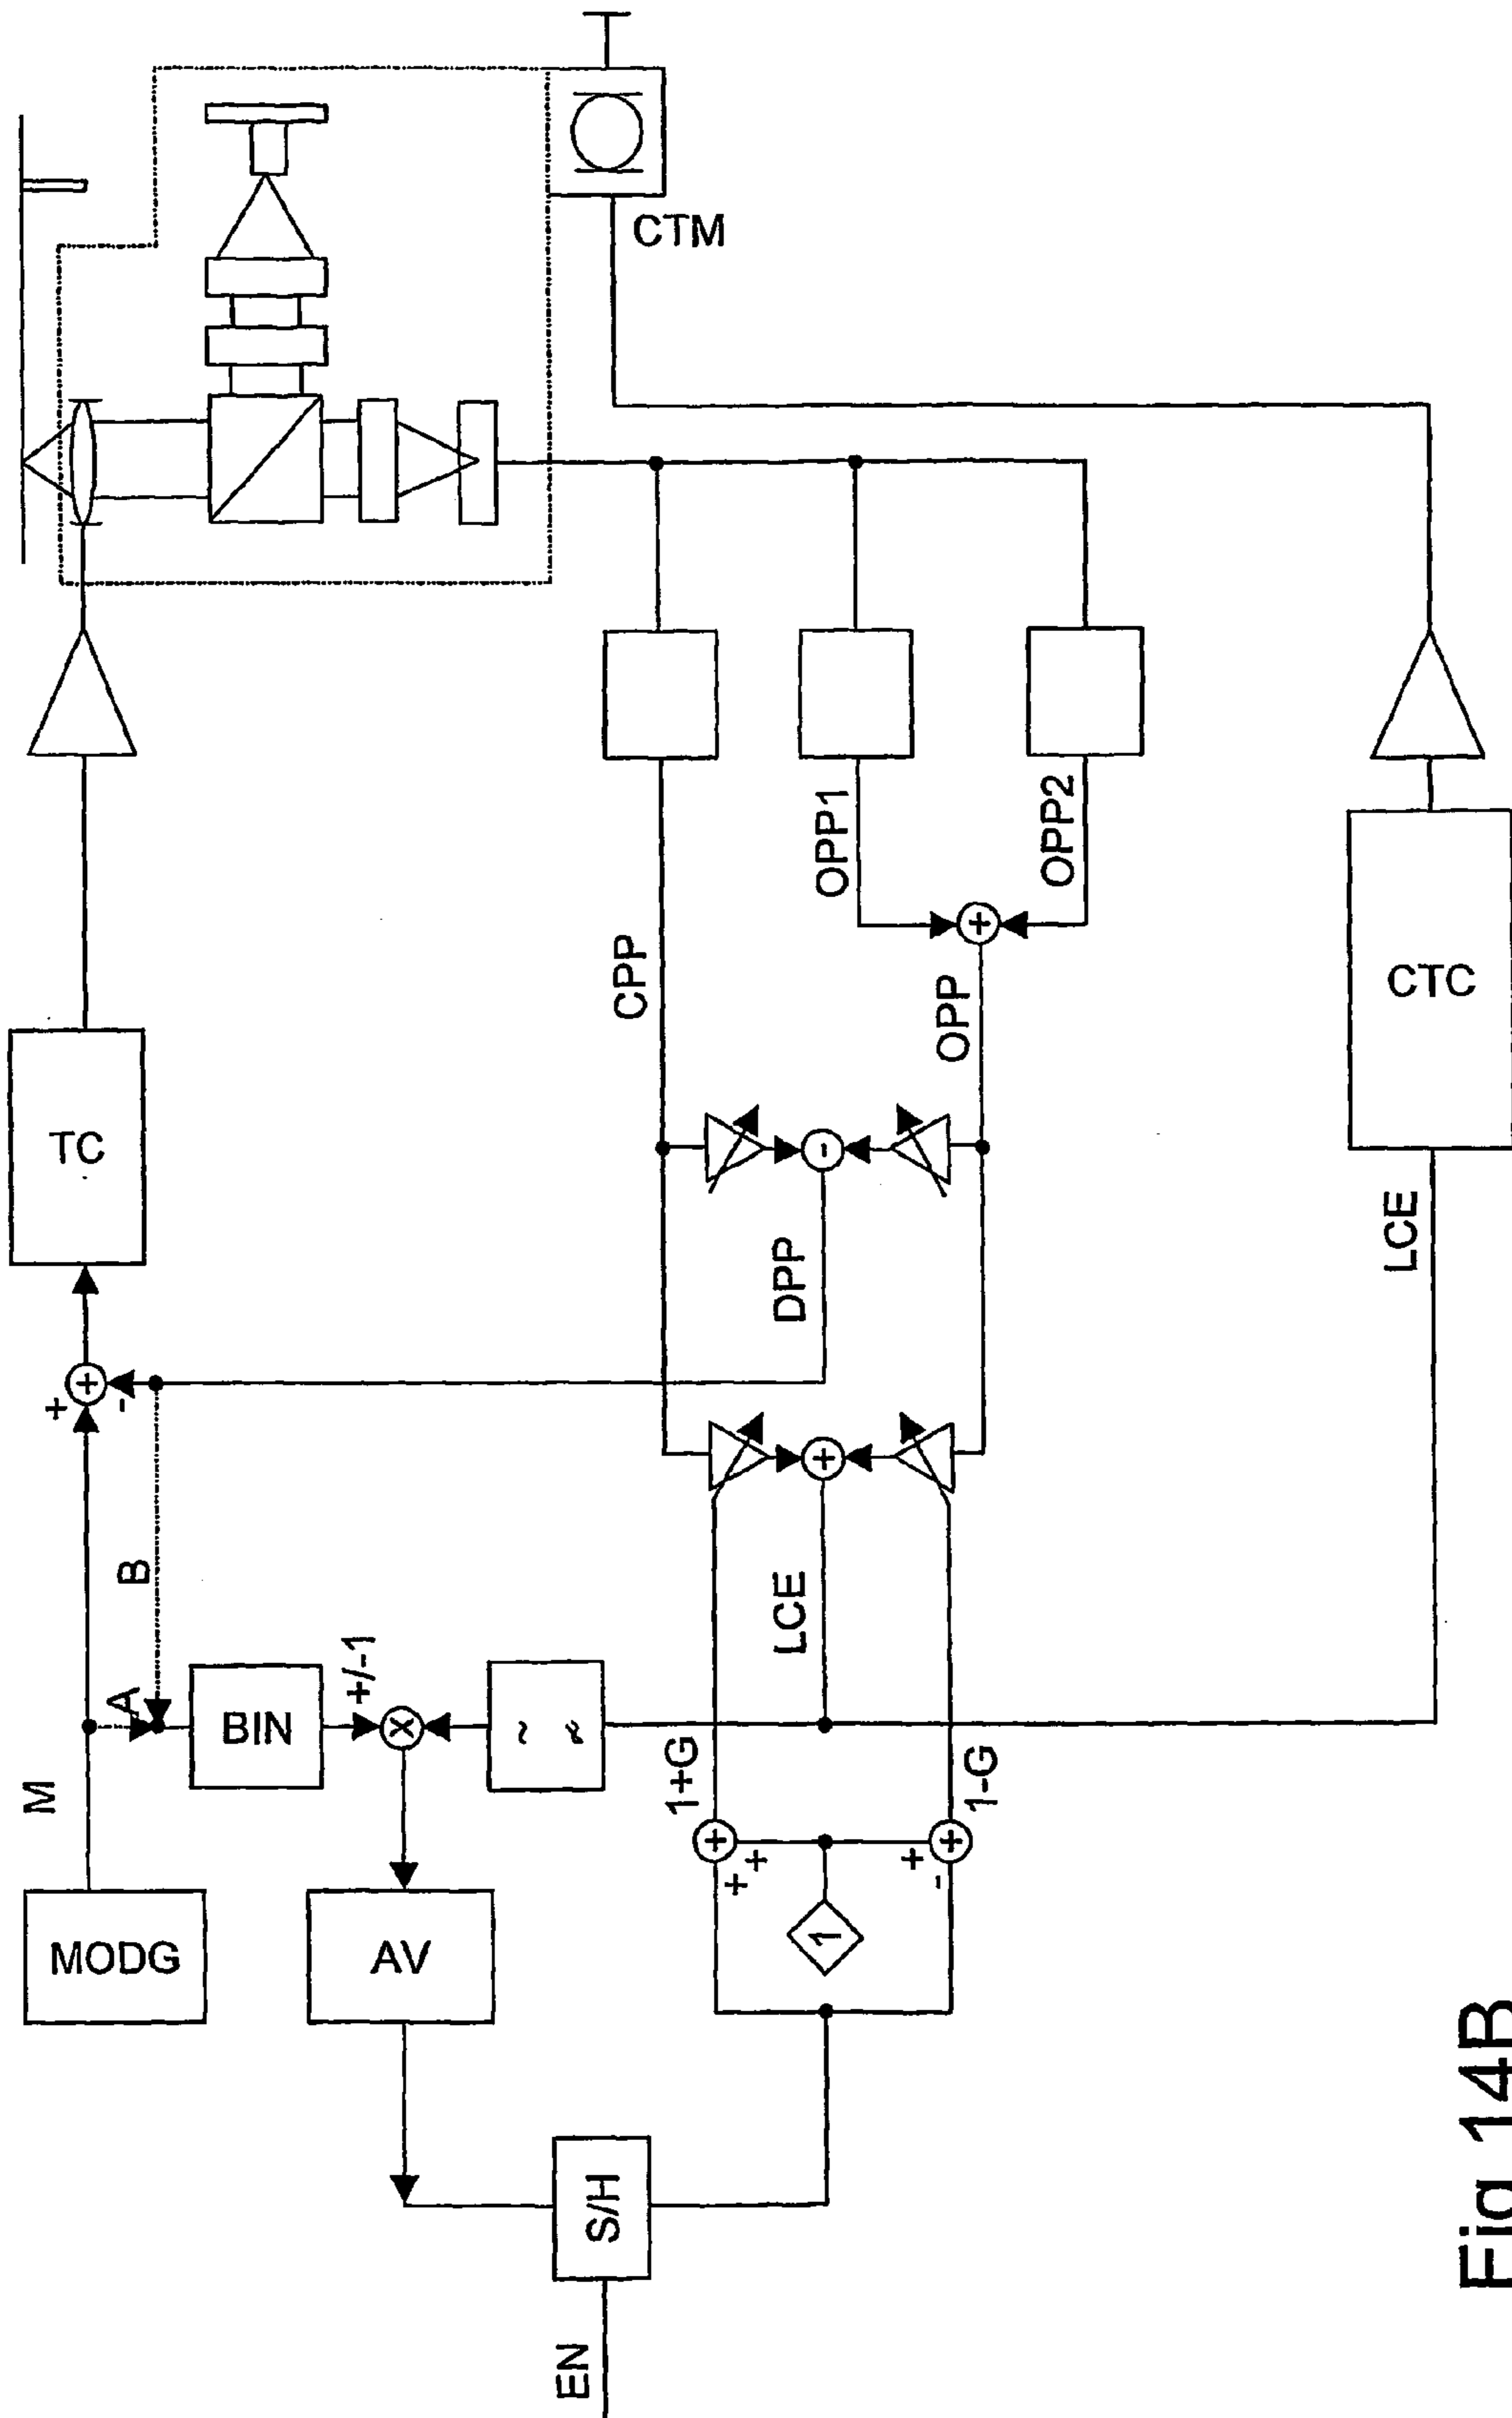 CTM
OPP1
OPP2
CPP
OPP
CTC
TC
+
-
+
-
DPP
LCE
+
-
+
B
+
LCE
A
BIN
+/-1
X
M
1+G
1-G
+
+
+
+
+
-
MODG
AV
1
S/H
EN
Fig 14B